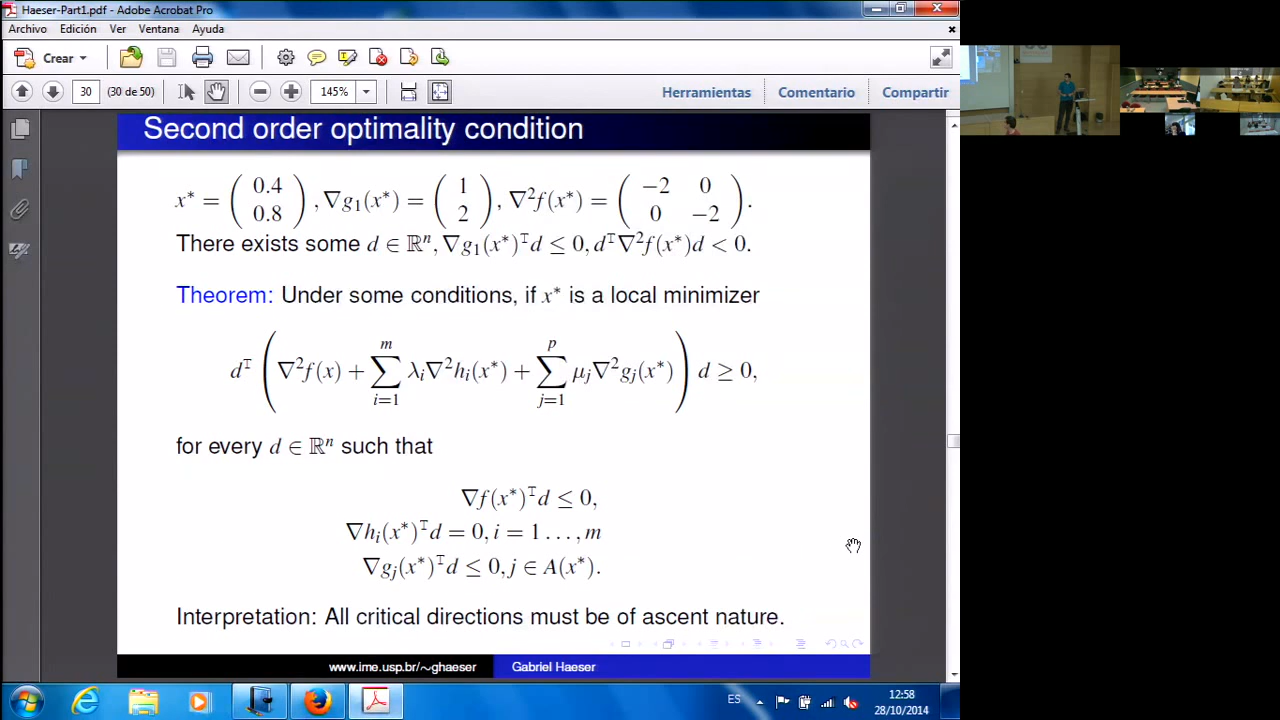 Haeser-Part1.pdf - Adobe Acrobat Pro
Archivo Edición Ver Ventana Ayuda
Crear
30 (30 de 50) 145% Herramientas Comentario Compartir
Second order optimality condition
x* = ( 0.4 0.8 ), ∇g₁(x*) = ( 1 2 ), ∇²f(x*) = ( −2 0 0 −2 ).
There exists some d ∈ ℝⁿ, ∇g₁(x*)ᵀd ≤ 0, dᵀ∇²f(x*)d < 0.
Theorem: Under some conditions, if x* is a local minimizer
dᵀ ( ∇²f(x) + ∑_{i=1}^{m} λᵢ∇²hᵢ(x*) + ∑_{j=1}^{p} μⱼ∇²gⱼ(x*) ) d ≥ 0,
for every d ∈ ℝⁿ such that
∇f(x*)ᵀd ≤ 0,
∇hᵢ(x*)ᵀd = 0, i = 1 . . . , m
∇gⱼ(x*)ᵀd ≤ 0, j ∈ A(x*).
Interpretation: All critical directions must be of ascent nature.
www.ime.usp.br/~ghaeser Gabriel Haeser
ES 12:58
28/10/2014